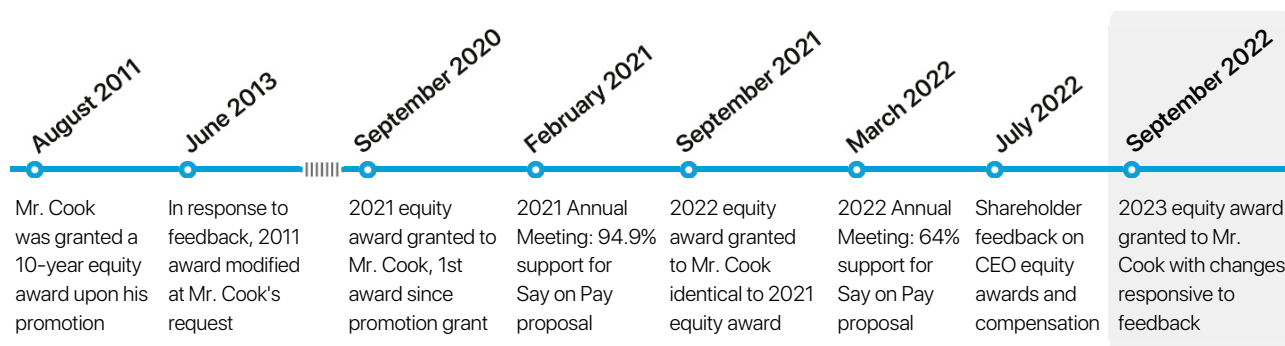 August 2011
June 2013
September 2020
February 2021
September 2021
March 2022
July 2022
September 2022
Mr. Cook
was granted a
10-year equity
award upon his
promotion
In response to
feedback, 2011
award modified
at Mr. Cook's
request
2021 equity
award granted to
Mr. Cook, 1st
award since
promotion grant
2021 Annual
Meeting: 94.9%
support for
Say on Pay
proposal
2022 equity
award granted
to Mr. Cook
identical to 2021
equity award
2022 Annual
Meeting: 64%
support for
Say on Pay
proposal
Shareholder
feedback on
CEO equity
awards and
compensation
2023 equity award
granted to Mr.
Cook with changes
responsive to
feedback